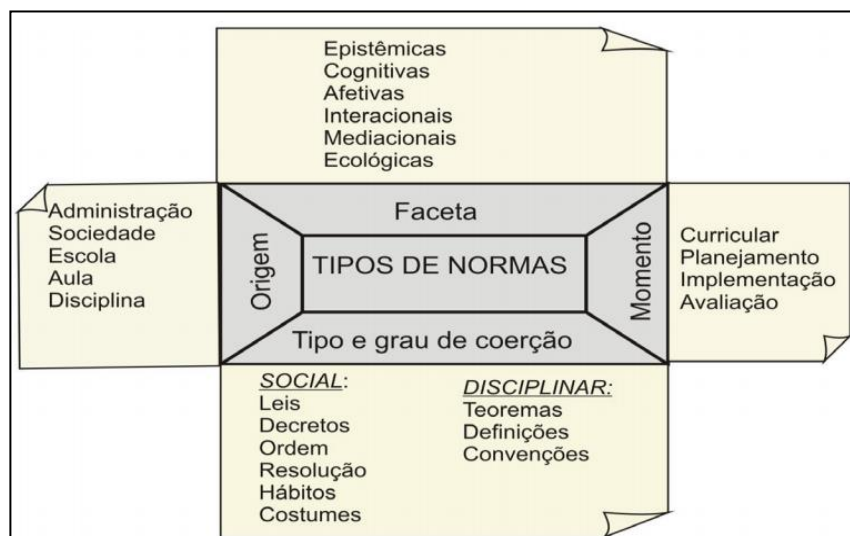 Epistêmicas
Cognitivas
Afetivas
Interacionais
Mediacionais
Ecológicas
Administração
Sociedade
Escola
Aula
Disciplina
Origem
Faceta
TIPOS DE NORMAS
Momento
Tipo e grau de coerção
Curricular
Planejamento
Implementação
Avaliação
SOCIAL:
Leis
Decretos
Ordem
Resolução
Hábitos
Costumes
DISCIPLINAR:
Teoremas
Definições
Convenções